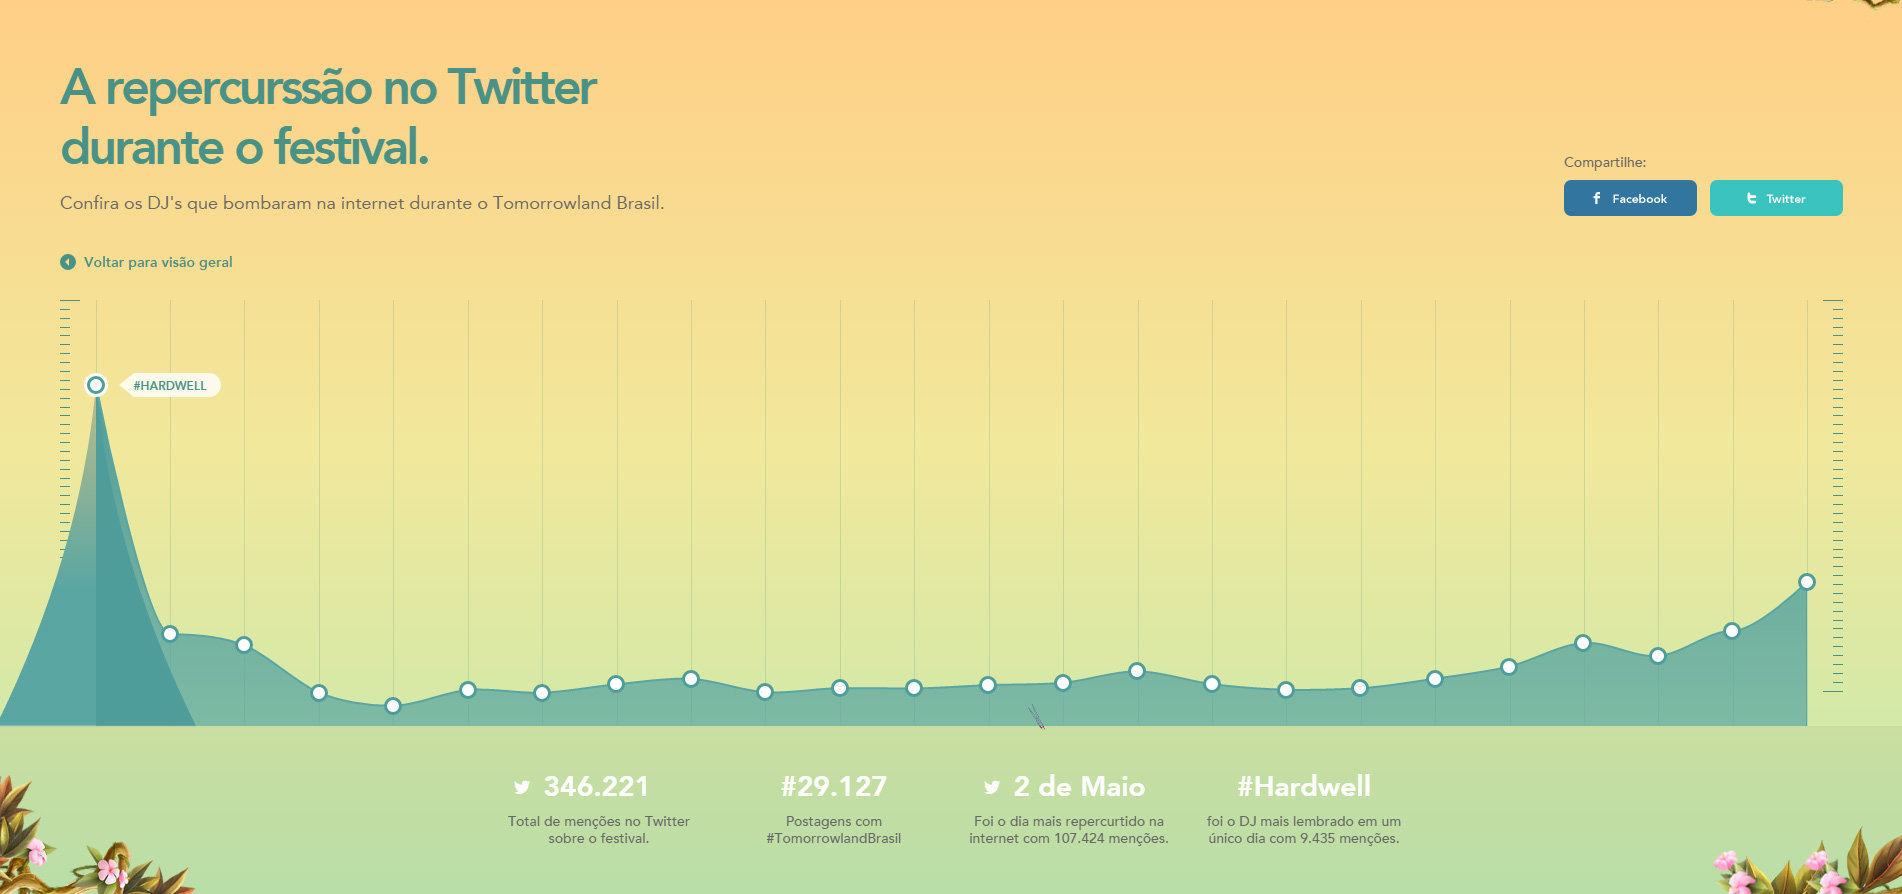 A repercurssão no Twitter
durante o festival.
Confira os DJ's que bombaram na internet durante o Tomorrowland Brasil.
Compartilhe:
Facebook
Twitter
Voltar para visão geral
#HARDWELL
346.221
Total de menções no Twitter
sobre o festival.
#29.127
Postagens com
#TomorrowlandBrasil
2 de Maio
Foi o dia mais repercurtido na
internet com 107.424 menções.
#Hardwell
foi o DJ mais lembrado em um
único dia com 9.435 menções.